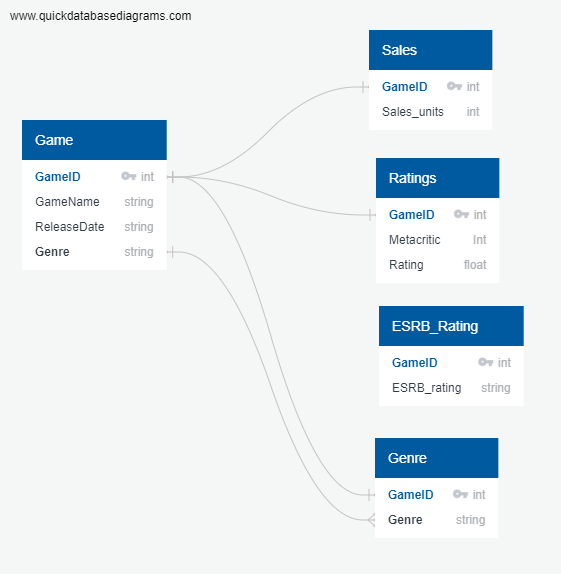 www.quickdatabasediagrams.com
Game
GameID int
GameName string
ReleaseDate string
Genre string
Sales
GameID int
Sales_units int
Ratings
GameID int
Metacritic Int
Rating float
ESRB_Rating
GameID int
ESRB_rating string
Genre
GameID int
Genre string